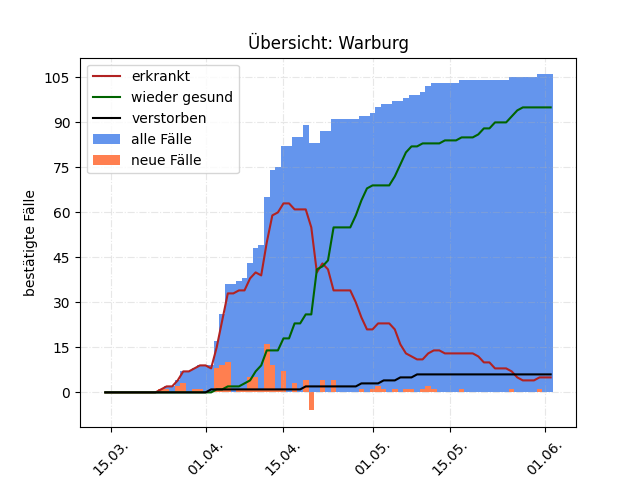 Übersicht: Warburg
erkrankt
wieder gesund
verstorben
alle Fälle
neue Fälle
bestätigte Fälle
105
90
75
60
45
30
15
0
15.03.
01.04.
15.04.
01.05.
15.05.
01.06.